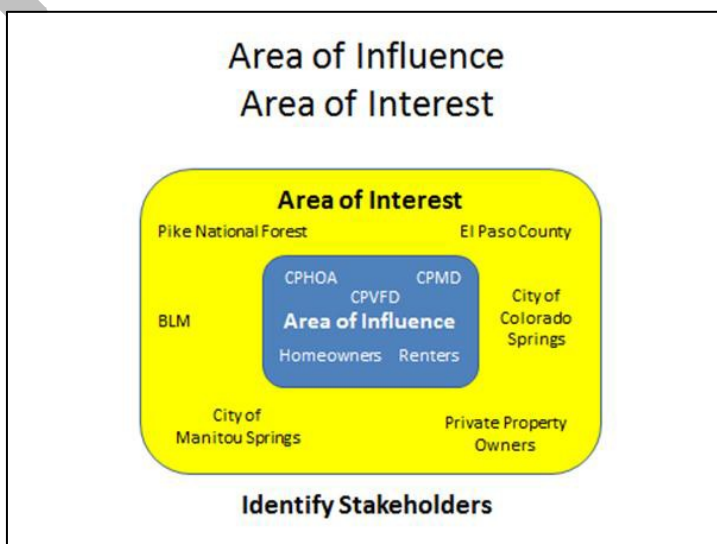 Area of Influence
Area of Interest
Area of Interest
Pike National Forest
El Paso County
CPHOA
CPMD
CPVFD
Area of Influence
Homeowners
Renters
BLM
City of
Colorado
Springs
City of
Manitou Springs
Private Property
Owners
Identify Stakeholders